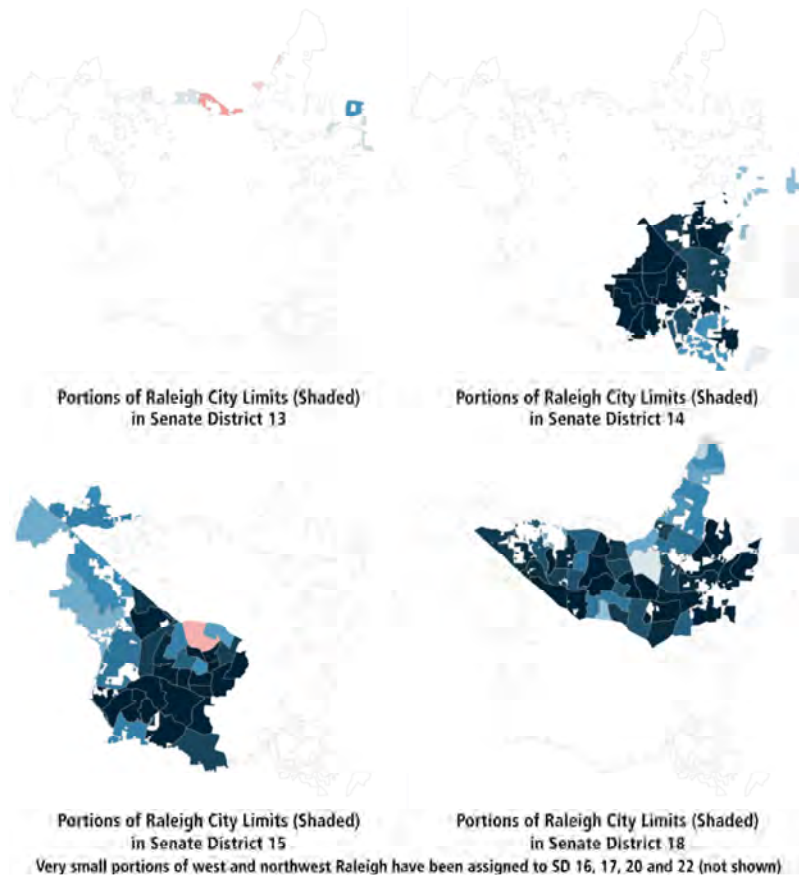 Portions of Raleigh City Limits (Shaded)
in Senate District 13
Portions of Raleigh City Limits (Shaded)
in Senate District 14
Portions of Raleigh City Limits (Shaded)
in Senate District 15
Portions of Raleigh City Limits (Shaded)
in Senate District 18
Very small portions of west and northwest Raleigh have been assigned to SD 16, 17, 20 and 22 (not shown)